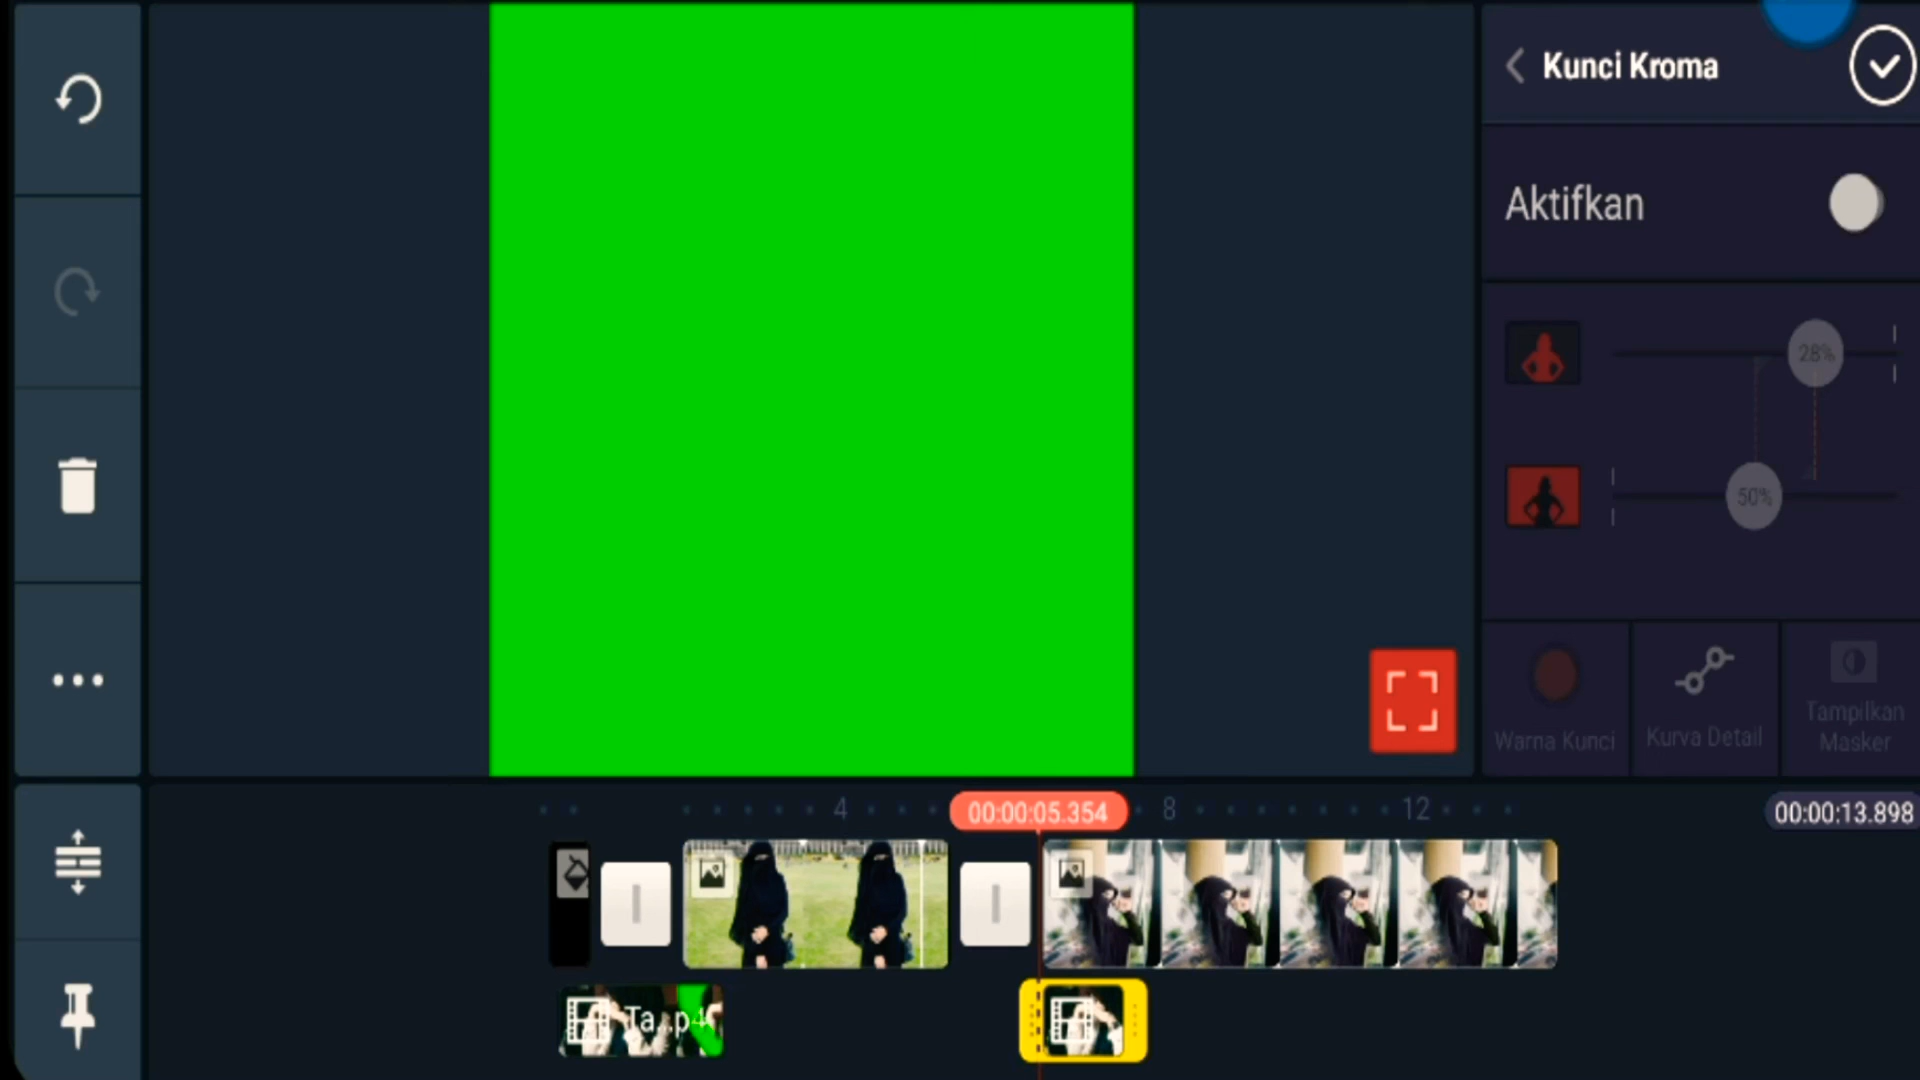 Kunci Kroma
Aktifkan
28%
50%
Warna Kunci
Kurva Detail
Tampilkan
Masker
4
00:00:05.354
8
12
00:00:13.898
Ta...p4